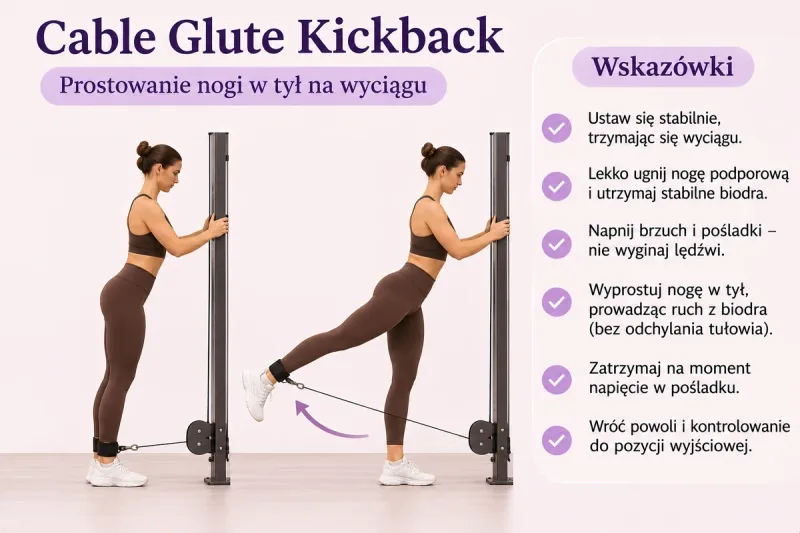 Cable Glute Kickback
Prostowanie nogi w tył na wyciągu
Wskazówki
Ustaw się stabilnie,
trzymając się wyciągu.
Lekko ugnij nogę podporową
i utrzymaj stabilne biodra.
Napnij brzuch i pośladki –
nie wyginaj lędźwi.
Wyprostuj nogę w tył,
prowadząc ruch z biodra
(bez odchylania tułowia).
Zatrzymaj na moment
napięcie w pośladku.
Wróć powoli i kontrolowanie
do pozycji wyjściowej.